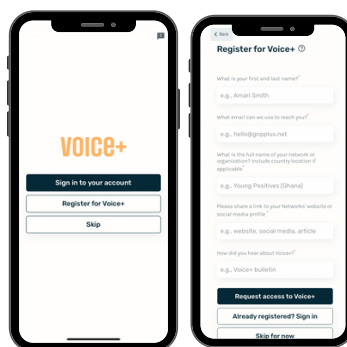 VOICE+
Sign in to your account
Register for Voice+
Skip
Back
Register for Voice+
What is your first and last name?*
e.g., Amari Smith
What email can we use to reach you?*
e.g., hello@gnpplus.net
What is the full name of your network or
organization? Include country location if
applicable*
e.g., Young Positives (Ghana)
Please share a link to your Networks' website or
social media profile *
e.g., website, social media, article
How did you hear about Voice+?*
e.g., Voice+ bulletin
Request access to Voice+
Already registered? Sign in
Skip for now